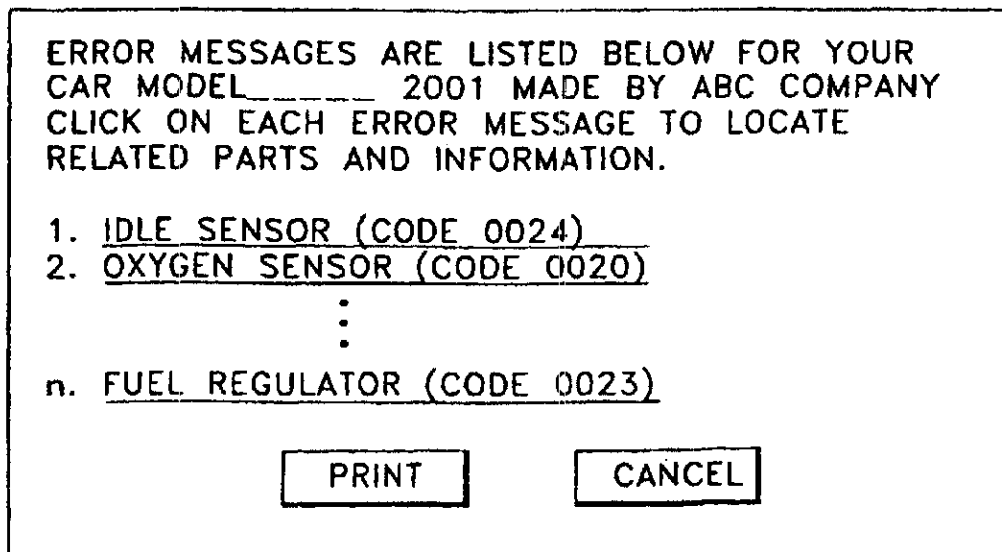 ERROR MESSAGES ARE LISTED BELOW FOR YOUR
CAR MODEL______ 2001 MADE BY ABC COMPANY
CLICK ON EACH ERROR MESSAGE TO LOCATE
RELATED PARTS AND INFORMATION.
1. IDLE SENSOR (CODE 0024)
2. OXYGEN SENSOR (CODE 0020)
n. FUEL REGULATOR (CODE 0023)
PRINT CANCEL